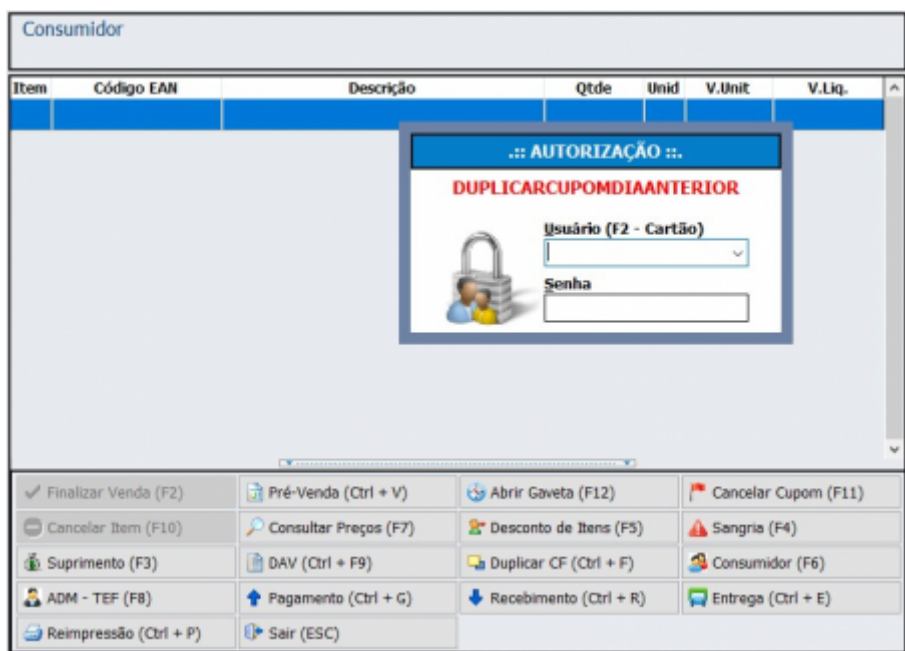 Consumidor
Item Código EAN Descrição Qtde Unid V.Unit V.Liq.
.:: AUTORIZAÇÃO ::.
DUPLICARCUPOMDIAANTERIOR
Usuário (F2 - Cartão)
Senha
Finalizar Venda (F2) Pré-Venda (Ctrl + V) Abrir Gaveta (F12) Cancelar Cupom (F11)
Cancelar Item (F10) Consultar Preços (F7) Desconto de Itens (F5) Sangria (F4)
Suprimento (F3) DAV (Ctrl + F9) Duplicar CF (Ctrl + F) Consumidor (F6)
ADM - TEF (F8) Pagamento (Ctrl + G) Recebimento (Ctrl + R) Entrega (Ctrl + E)
Reimpressão (Ctrl + P) Sair (ESC)